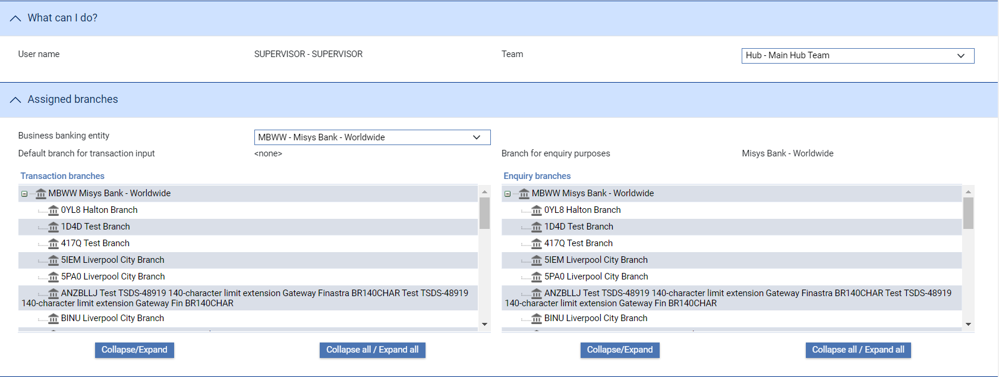 What can I do?
User name SUPERVISOR - SUPERVISOR Team Hub - Main Hub Team
Assigned branches
Business banking entity MBWW - Misys Bank - Worldwide
Default branch for transaction input <none> Branch for enquiry purposes Misys Bank - Worldwide
Transaction branches
MBWW Misys Bank - Worldwide
0YL8 Halton Branch
1D4D Test Branch
417Q Test Branch
5IEM Liverpool City Branch
5PA0 Liverpool City Branch
ANZBLLJ Test TSDS-48919 140-character limit extension Gateway Finastra BR140CHAR Test TSDS-48919
140-character limit extension Gateway Fin BR140CHAR
BINU Liverpool City Branch
Collapse/Expand Collapse all / Expand all
Enquiry branches
MBWW Misys Bank - Worldwide
0YL8 Halton Branch
1D4D Test Branch
417Q Test Branch
5IEM Liverpool City Branch
5PA0 Liverpool City Branch
ANZBLLJ Test TSDS-48919 140-character limit extension Gateway Finastra BR140CHAR Test TSDS-48919
140-character limit extension Gateway Fin BR140CHAR
BINU Liverpool City Branch
Collapse/Expand Collapse all / Expand all